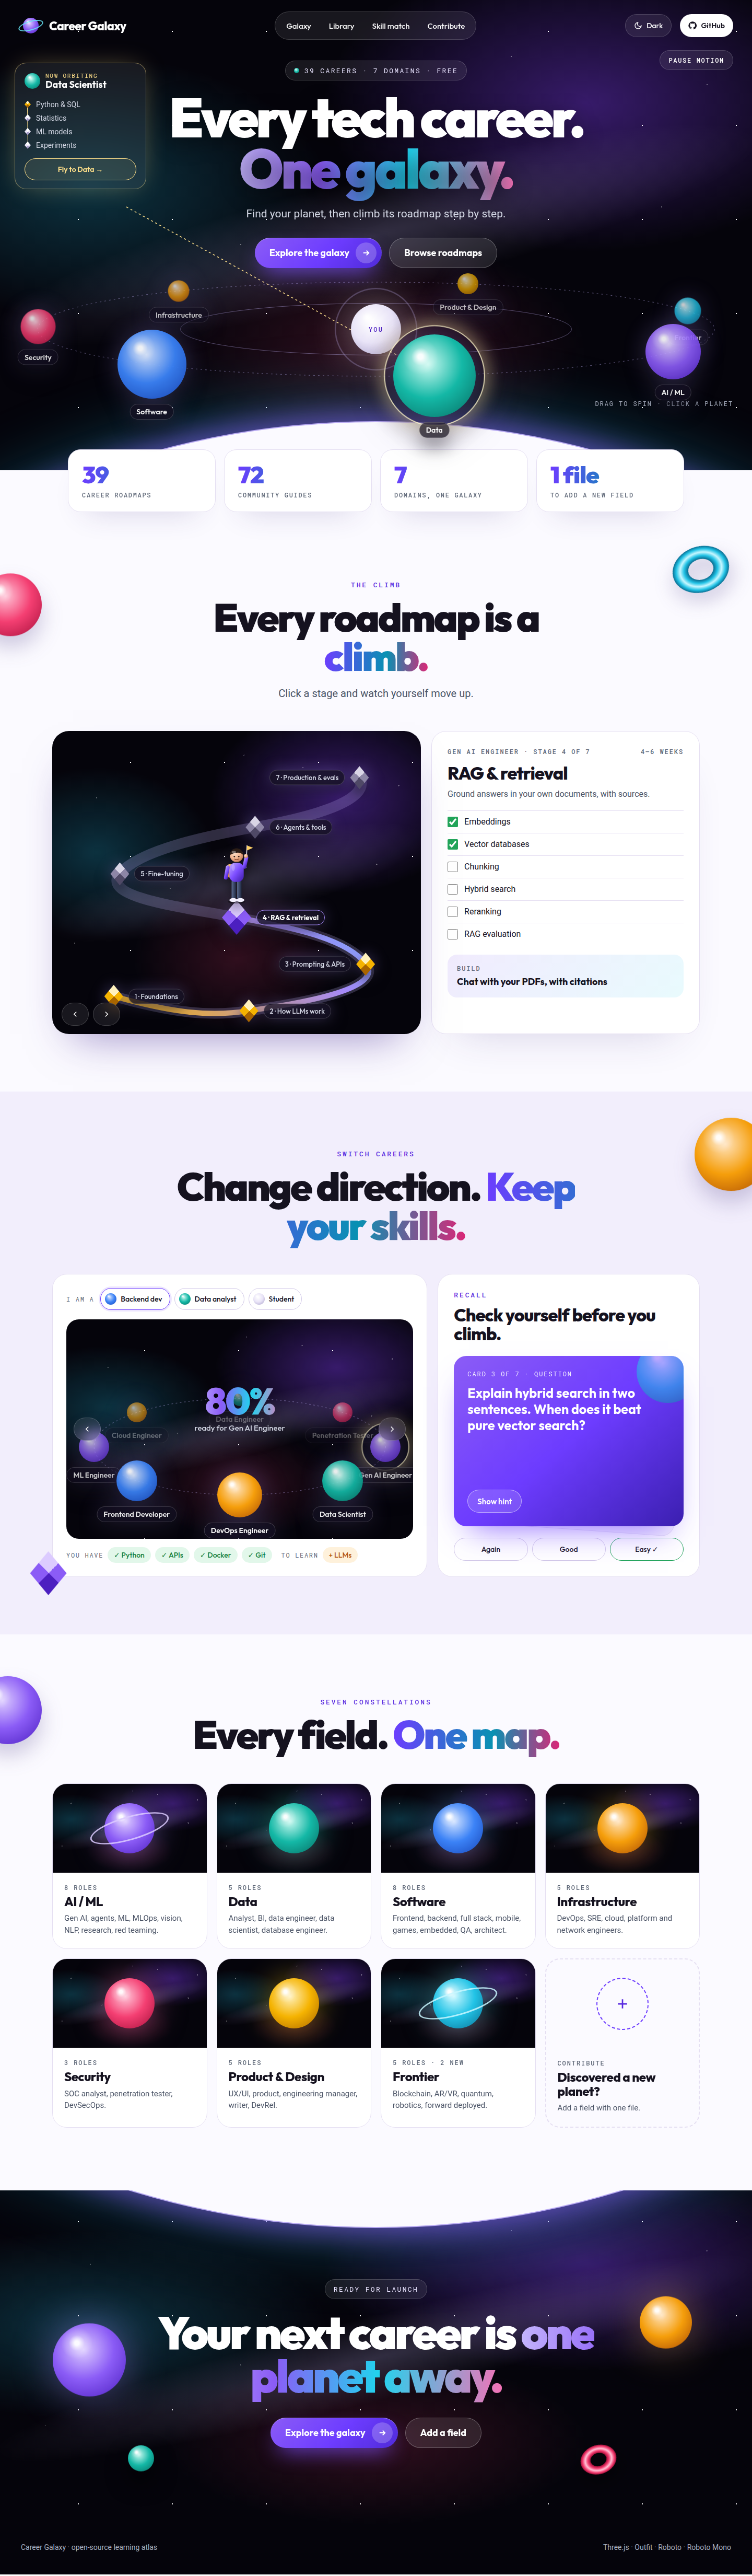 Career Galaxy
Galaxy Library Skill match Contribute
Dark GitHub
PAUSE MOTION
NOW ORBITING
Data Scientist
Python & SQL
Statistics
ML models
Experiments
Fly to Data →
39 CAREERS · 7 DOMAINS · FREE
Every tech career.
One galaxy.
Find your planet, then climb its roadmap step by step.
Explore the galaxy → Browse roadmaps
Infrastructure
Product & Design
YOU
Security
Software
AI / ML
DRAG TO SPIN · CLICK A PLANET
Data
39
CAREER ROADMAPS
72
COMMUNITY GUIDES
7
DOMAINS, ONE GALAXY
1 file
TO ADD A NEW FIELD
THE CLIMB
Every roadmap is a
climb.
Click a stage and watch yourself move up.
7 · Production & evals
6 · Agents & tools
5 · Fine-tuning
4 · RAG & retrieval
3 · Prompting & APIs
1 · Foundations
2 · How LLMs work
GEN AI ENGINEER · STAGE 4 OF 7 4–6 WEEKS
RAG & retrieval
Ground answers in your own documents, with sources.
Embeddings
Vector databases
Chunking
Hybrid search
Reranking
RAG evaluation
BUILD
Chat with your PDFs, with citations
SWITCH CAREERS
Change direction. Keep
your skills.
I AM A Backend dev Data analyst Student
80%
Data Engineer
ready for Gen AI Engineer
Cloud Engineer
Penetration Tester
ML Engineer
Gen AI Engineer
Frontend Developer
Data Scientist
DevOps Engineer
YOU HAVE ✓ Python ✓ APIs ✓ Docker ✓ Git TO LEARN + LLMs
RECALL
Check yourself before you
climb.
CARD 3 OF 7 · QUESTION
Explain hybrid search in two
sentences. When does it beat
pure vector search?
Show hint
Again Good Easy ✓
SEVEN CONSTELLATIONS
Every field. One map.
8 ROLES
AI / ML
Gen AI, agents, ML, MLOps, vision,
NLP, research, red teaming.
5 ROLES
Data
Analyst, BI, data engineer, data
scientist, database engineer.
8 ROLES
Software
Frontend, backend, full stack, mobile,
games, embedded, QA, architect.
5 ROLES
Infrastructure
DevOps, SRE, cloud, platform and
network engineers.
3 ROLES
Security
SOC analyst, penetration tester,
DevSecOps.
5 ROLES
Product & Design
UX/UI, product, engineering manager,
writer, DevRel.
5 ROLES · 2 NEW
Frontier
Blockchain, AR/VR, quantum,
robotics, forward deployed.
+
CONTRIBUTE
Discovered a new
planet?
Add a field with one file.
READY FOR LAUNCH
Your next career is one
planet away.
Explore the galaxy → Add a field
Career Galaxy · open-source learning atlas
Three.js · Outfit · Roboto · Roboto Mono